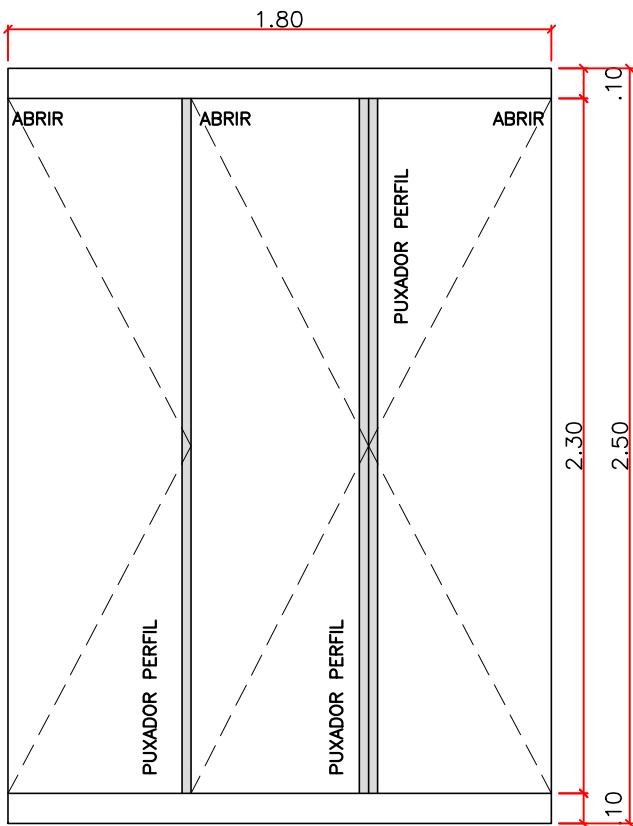 1.80
.10
ABRIR
ABRIR
ABRIR
PUXADOR PERFIL
2.30
2.50
PUXADOR PERFIL
PUXADOR PERFIL
.10